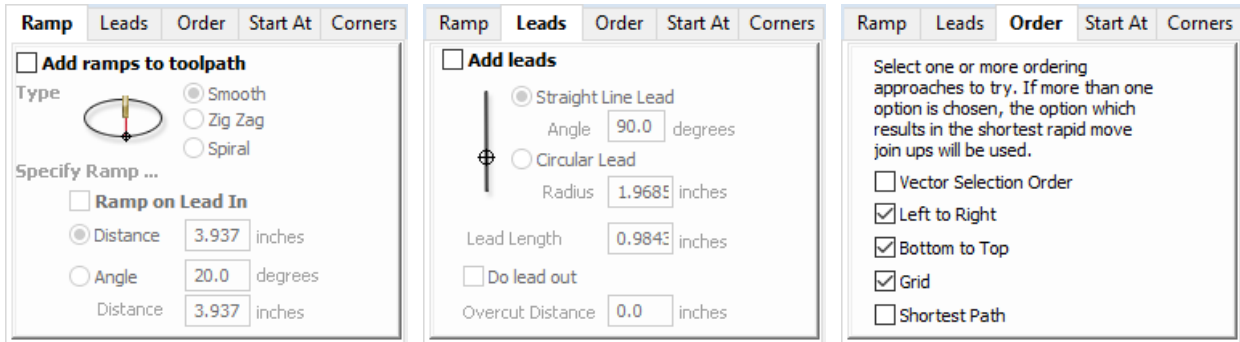 Ramp Leads Order Start At Corners
Add ramps to toolpath
Type
Smooth
Zig Zag
Spiral
Specify Ramp ...
Ramp on Lead In
Distance 3.937 inches
Angle 20.0 degrees
Distance 3.937 inches
Ramp Leads Order Start At Corners
Add leads
Straight Line Lead
Angle 90.0 degrees
Circular Lead
Radius 1.9685 inches
Lead Length 0.9843 inches
Do lead out
Overcut Distance 0.0 inches
Ramp Leads Order Start At Corners
Select one or more ordering
approaches to try. If more than one
option is chosen, the option which
results in the shortest rapid move
join ups will be used.
Vector Selection Order
Left to Right
Bottom to Top
Grid
Shortest Path